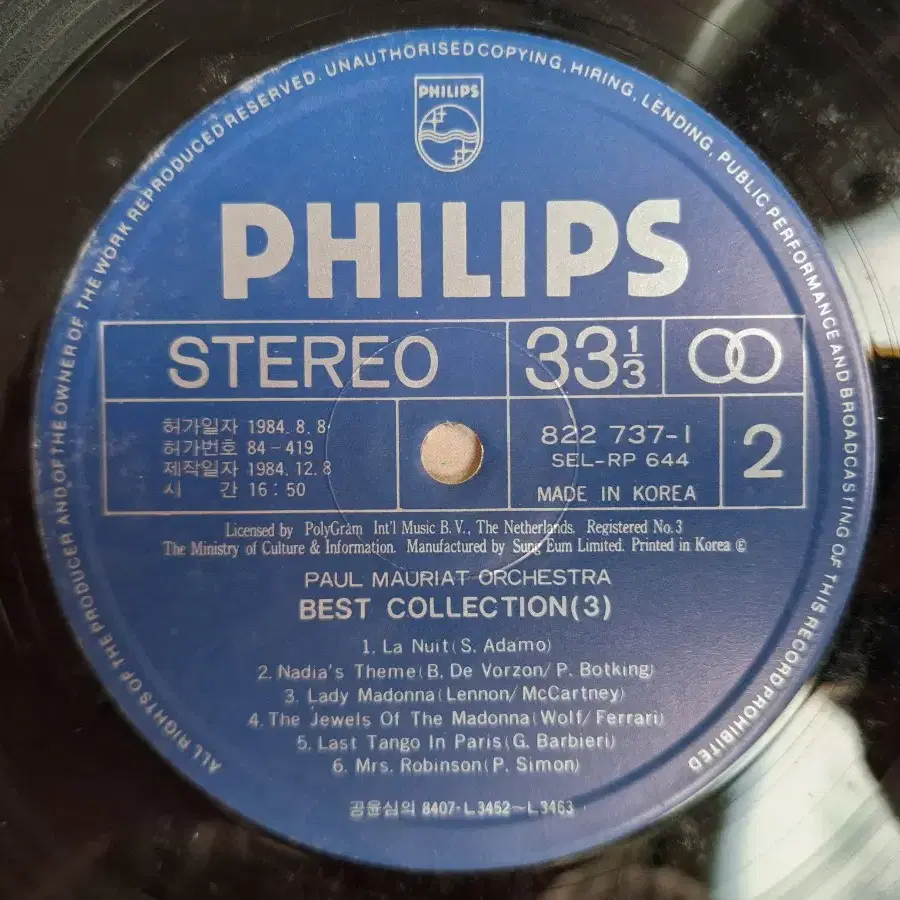 ALL RIGHTS OF THE PRODUCER AND OF THE OWNER OF THE WORK REPRODUCED RESERVED. UNAUTHORISED COPYING, HIRING, LENDING, PUBLIC PERFORMANCE AND BROADCASTING OF THIS RECORD PROHIBITED
PHILIPS
PHILIPS
STEREO 33 1/3
허가일자 1984. 8. 8
허가번호 84-419
제작일자 1984. 12. 8
시 간 16 : 50
822 737-1
SEL-RP 644
MADE IN KOREA
2
Licensed by PolyGram Int'l Music B.V., The Netherlands. Registered No.3
The Ministry of Culture & Information. Manufactured by Sung Eum Limited. Printed in Korea Ⓔ
PAUL MAURIAT ORCHESTRA
BEST COLLECTION(3)
1. La Nuit(S. Adamo)
2. Nadia's Theme(B. De Vorzon/P. Botking)
3. Lady Madonna(Lennon/McCartney)
4. The Jewels Of The Madonna(Wolf/Ferrari)
5. Last Tango In Paris(G. Barbieri)
6. Mrs. Robinson(P. Simon)
공윤심의 8407-L.3452~L.3463